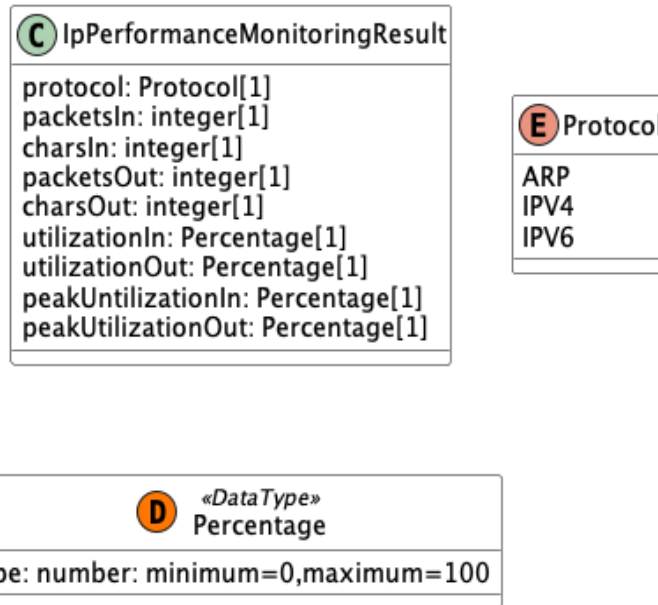 C IpPerformanceMonitoringResult
protocol: Protocol[1]
packetsIn: integer[1]
charsIn: integer[1]
packetsOut: integer[1]
charsOut: integer[1]
utilizationIn: Percentage[1]
utilizationOut: Percentage[1]
peakUntilizationIn: Percentage[1]
peakUtilizationOut: Percentage[1]
E Protocol
ARP
IPV4
IPV6
D «DataType»
Percentage
pe: number: minimum=0,maximum=100